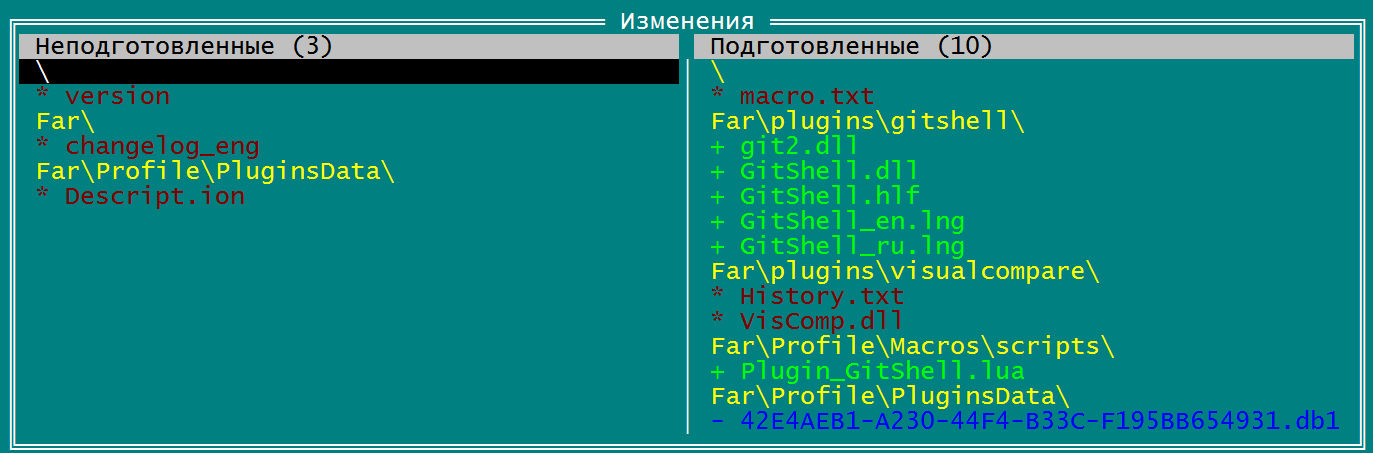 Изменения
Неподготовленные (3)
\
* version
Far\
* changelog_eng
Far\Profile\PluginsData\
* Descript.ion
Подготовленные (10)
\
* macro.txt
Far\plugins\gitshell\
+ git2.dll
+ GitShell.dll
+ GitShell.hlf
+ GitShell_en.lng
+ GitShell_ru.lng
Far\plugins\visualcompare\
* History.txt
* VisComp.dll
Far\Profile\Macros\scripts\
+ Plugin_GitShell.lua
Far\Profile\PluginsData\
- 42E4AEB1-A230-44F4-B33C-F195BB654931.db1